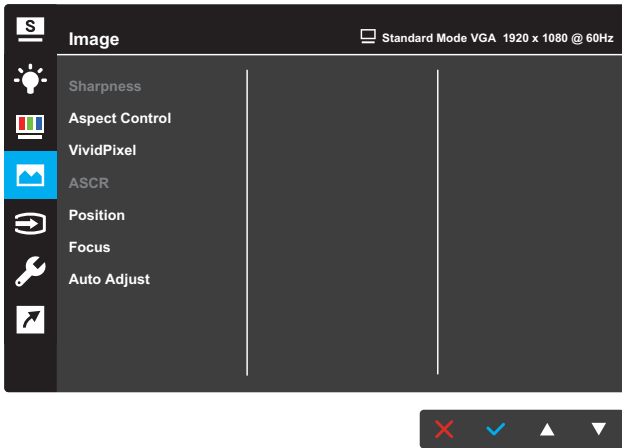 S
Image
Standard Mode VGA 1920 x 1080 @ 60Hz
Sharpness
Aspect Control
VividPixel
ASCR
Position
Focus
Auto Adjust